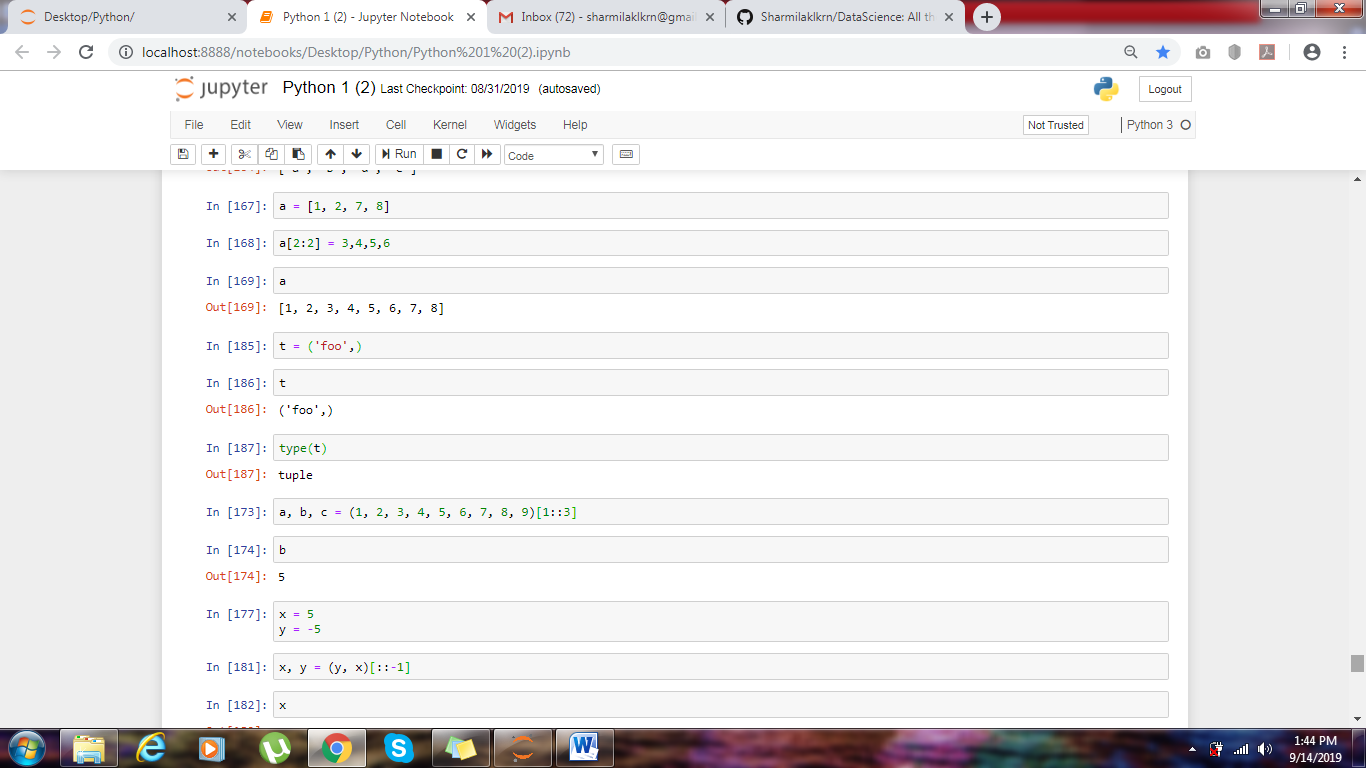 Desktop/Python/
Python 1 (2) - Jupyter Notebook
Inbox (72) - sharmilaklkrn@gmai
Sharmilaklkrn/DataScience: All th
localhost:8888/notebooks/Desktop/Python/Python%201%20(2).ipynb
jupyter Python 1 (2) Last Checkpoint: 08/31/2019 (autosaved)
Logout
File Edit View Insert Cell Kernel Widgets Help
Not Trusted
Python 3
Run
Code
In [167]: a = [1, 2, 7, 8]
In [168]: a[2:2] = 3,4,5,6
In [169]: a
Out[169]: [1, 2, 3, 4, 5, 6, 7, 8]
In [185]: t = ('foo',)
In [186]: t
Out[186]: ('foo',)
In [187]: type(t)
Out[187]: tuple
In [173]: a, b, c = (1, 2, 3, 4, 5, 6, 7, 8, 9)[1::3]
In [174]: b
Out[174]: 5
In [177]: x = 5
y = -5
In [181]: x, y = (y, x)[::-1]
In [182]: x
1:44 PM
9/14/2019